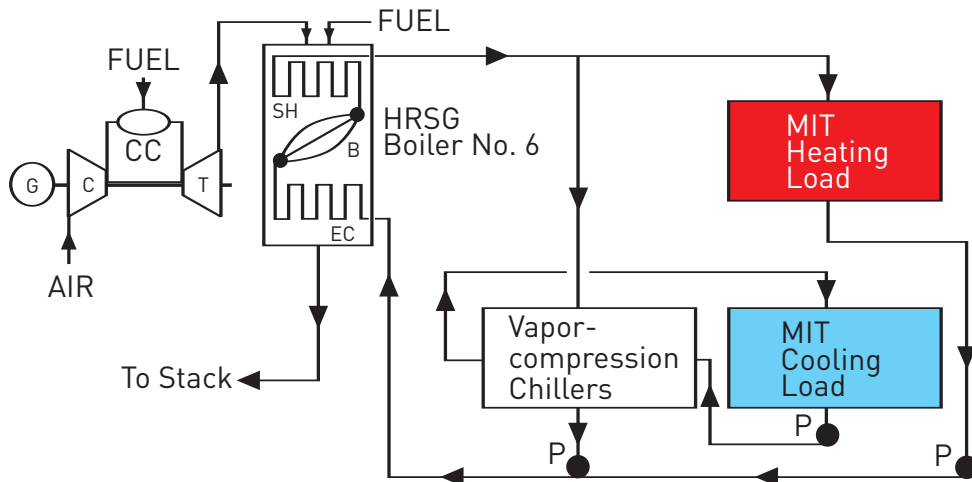 FUEL
FUEL
CC
G
C
T
AIR
SH
B
EC
HRSG
Boiler No. 6
To Stack
MIT
Heating
Load
Vapor-
compression
Chillers
MIT
Cooling
Load
P
P
P